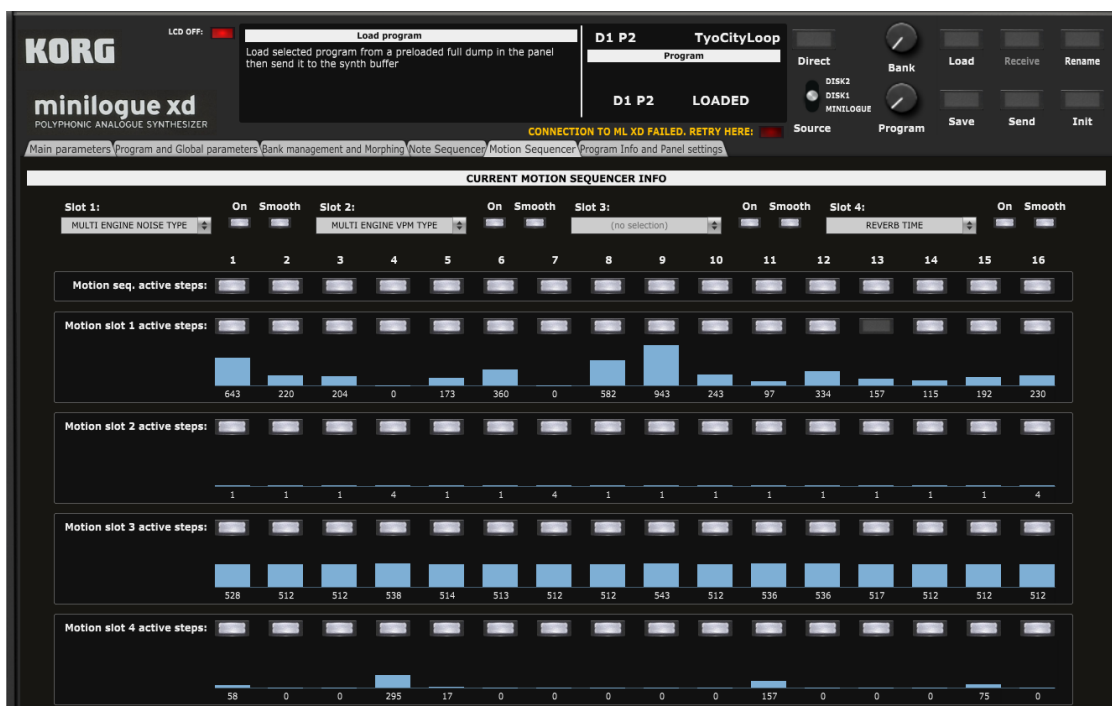 KORG
LCD OFF:
Load program
Load selected program from a preloaded full dump in the panel
then send it to the synth buffer
D1 P2 TyoCityLoop
Program
D1 P2 LOADED
Direct
Bank
Load
Receive
Rename
DISK2
DISK1
MINILOGUE
Source
Program
Save
Send
Init
minilogue xd
POLYPHONIC ANALOGUE SYNTHESIZER
CONNECTION TO ML XD FAILED. RETRY HERE:
Main parameters Program and Global parameters Bank management and Morphing Note Sequencer Motion Sequencer Program Info and Panel settings
CURRENT MOTION SEQUENCER INFO
Slot 1: On Smooth Slot 2: On Smooth Slot 3: On Smooth Slot 4: On Smooth
MULTI ENGINE NOISE TYPE MULTI ENGINE VPM TYPE (no selection) REVERB TIME
1 2 3 4 5 6 7 8 9 10 11 12 13 14 15 16
Motion seq. active steps:
Motion slot 1 active steps:
643 220 204 0 173 360 0 582 943 243 97 334 157 115 192 230
Motion slot 2 active steps:
1 1 1 4 1 1 4 1 1 1 1 1 1 1 1 4
Motion slot 3 active steps:
528 512 512 538 514 513 512 512 543 512 536 536 517 512 512 512
Motion slot 4 active steps:
58 0 0 295 17 0 0 0 0 0 157 0 0 0 75 0